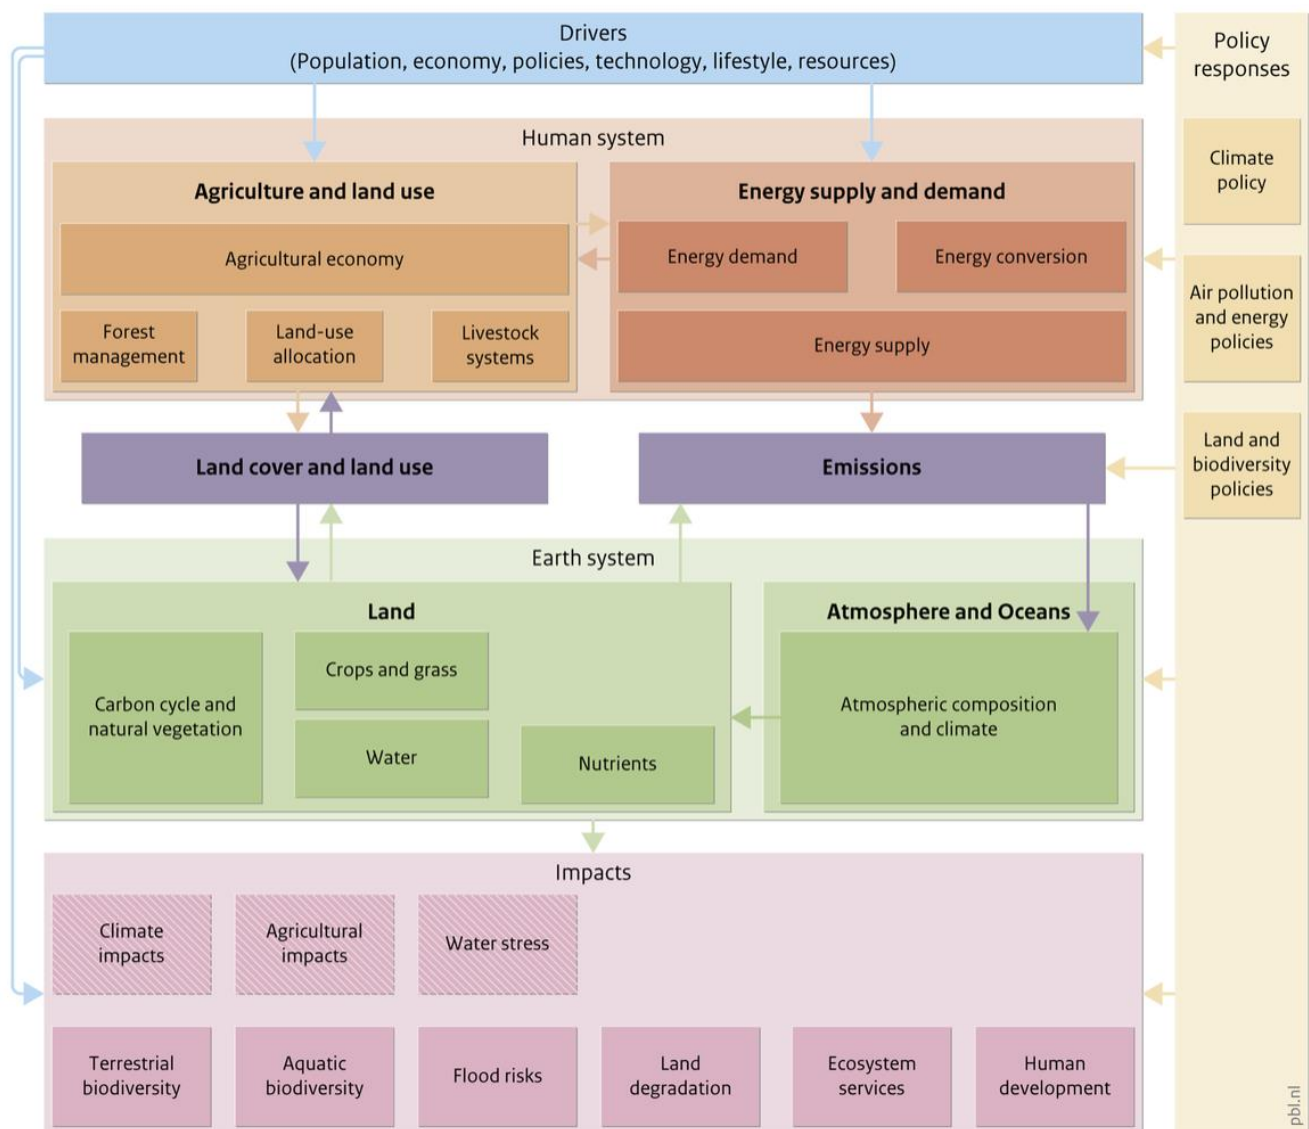 Drivers
(Population, economy, policies, technology, lifestyle, resources)
Policy
responses
Human system
Climate
policy
Agriculture and land use
Energy supply and demand
Agricultural economy
Energy demand
Energy conversion
Air pollution
and energy
policies
Forest
management
Land-use
allocation
Livestock
systems
Energy supply
Land cover and land use
Emissions
Land and
biodiversity
policies
Earth system
Land
Atmosphere and Oceans
Carbon cycle and
natural vegetation
Crops and grass
Water
Nutrients
Atmospheric composition
and climate
Impacts
Climate
impacts
Agricultural
impacts
Water stress
Terrestrial
biodiversity
Aquatic
biodiversity
Flood risks
Land
degradation
Ecosystem
services
Human
development
pbl.nl